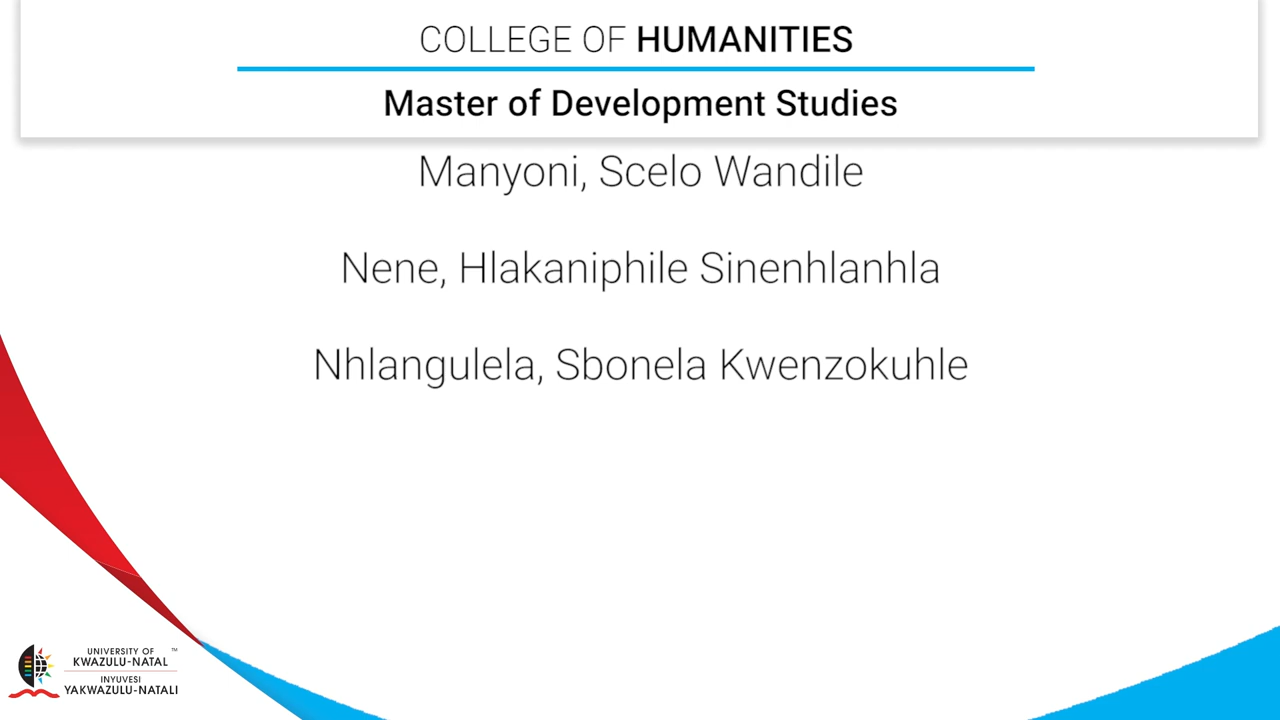 COLLEGE OF HUMANITIES
Master of Development Studies
Manyoni, Scelo Wandile
Nene, Hlakaniphile Sinenhlanhla
Nhlangulela, Sbonela Kwenzokuhle
UNIVERSITY OF ™
KWAZULU-NATAL
INYUVESI
YAKWAZULU-NATALI